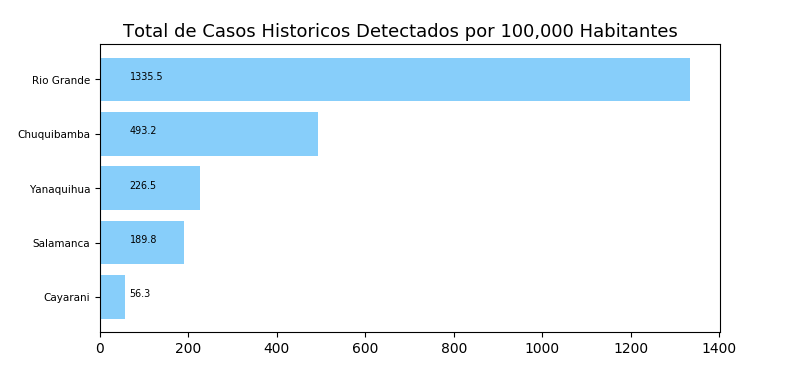 Total de Casos Historicos Detectados por 100,000 Habitantes
Rio Grande 1335.5
Chuquibamba 493.2
Yanaquihua 226.5
Salamanca 189.8
Cayarani 56.3
0 200 400 600 800 1000 1200 1400